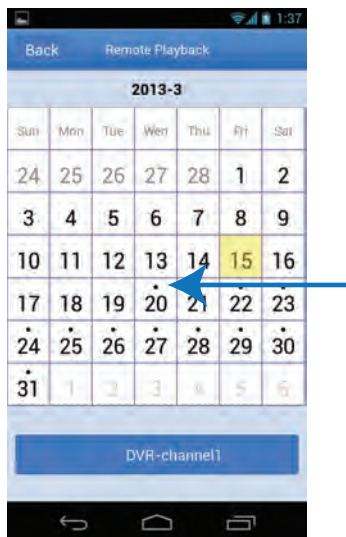 1:37
Back Remote Playback
2013-3
Sun Mon Tue Wed Thu Fri Sat
24 25 26 27 28 1 2
3 4 5 6 7 8 9
10 11 12 13 14 15 16
17 18 19 20 21 22 23
24 25 26 27 28 29 30
31 1 2 3 4 5 6
DVR-channel1